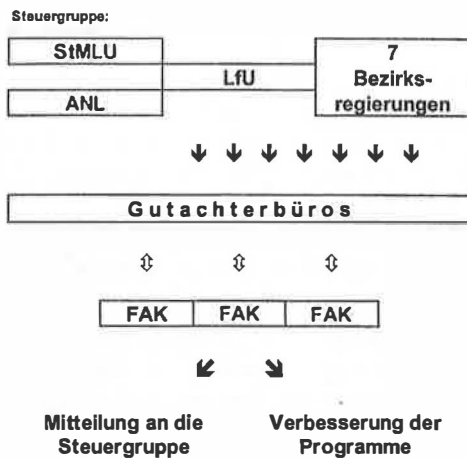 Steuergruppe:
StMLU
7
LfU
Bezirks-
ANL
regierungen
Gutachterbüros
FAK FAK FAK
Mitteilung an die
Steuergruppe
Verbesserung der
Programme